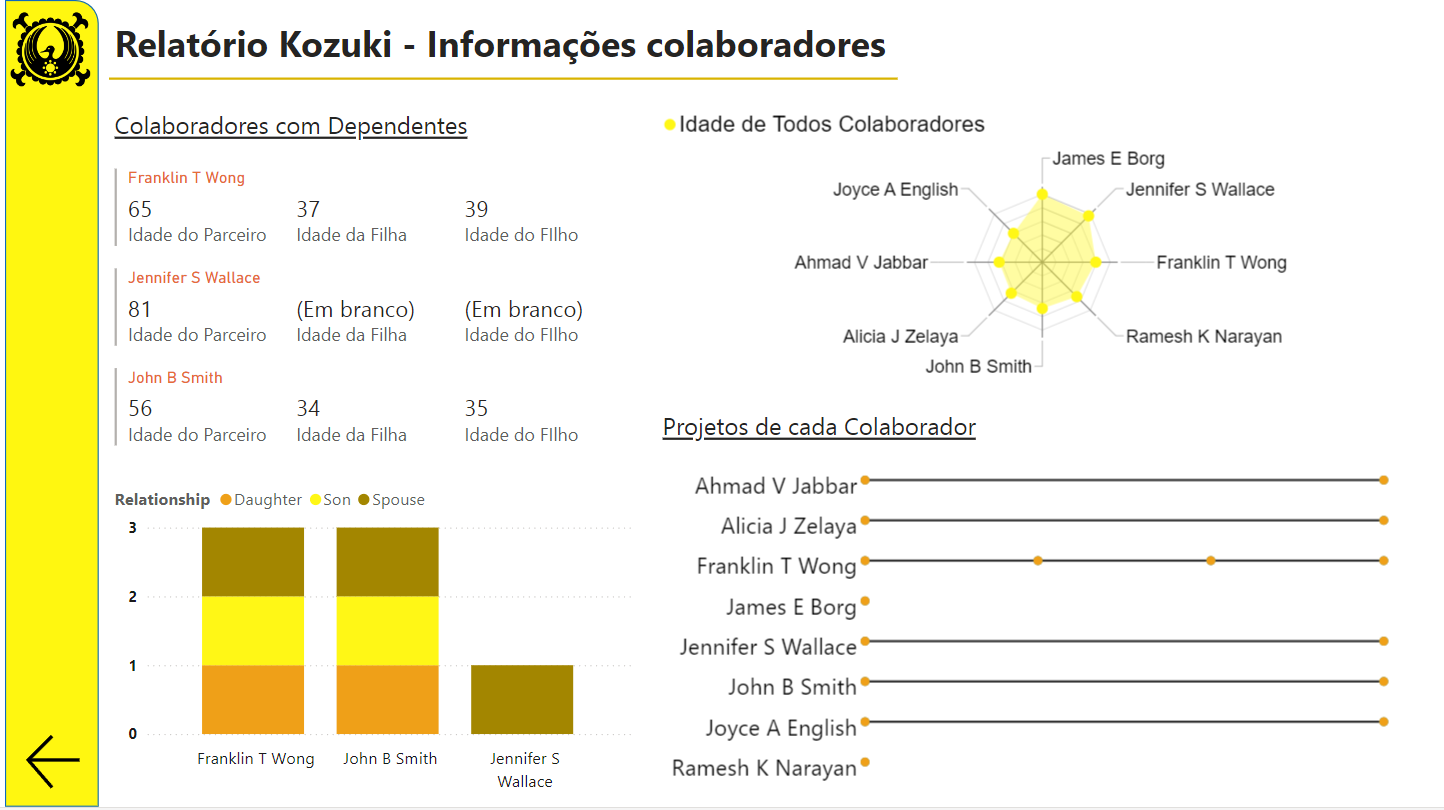 Relatório Kozuki - Informações colaboradores
Colaboradores com Dependentes
Franklin T Wong
65 37 39
Idade do Parceiro Idade da Filha Idade do FIlho
Jennifer S Wallace
81 (Em branco) (Em branco)
Idade do Parceiro Idade da Filha Idade do FIlho
John B Smith
56 34 35
Idade do Parceiro Idade da Filha Idade do FIlho
Relationship Daughter Son Spouse
3
2
1
0
Franklin T Wong John B Smith Jennifer S
Wallace
Idade de Todos Colaboradores
James E Borg
Joyce A English Jennifer S Wallace
Ahmad V Jabbar Franklin T Wong
Alicia J Zelaya Ramesh K Narayan
John B Smith
Projetos de cada Colaborador
Ahmad V Jabbar
Alicia J Zelaya
Franklin T Wong
James E Borg
Jennifer S Wallace
John B Smith
Joyce A English
Ramesh K Narayan